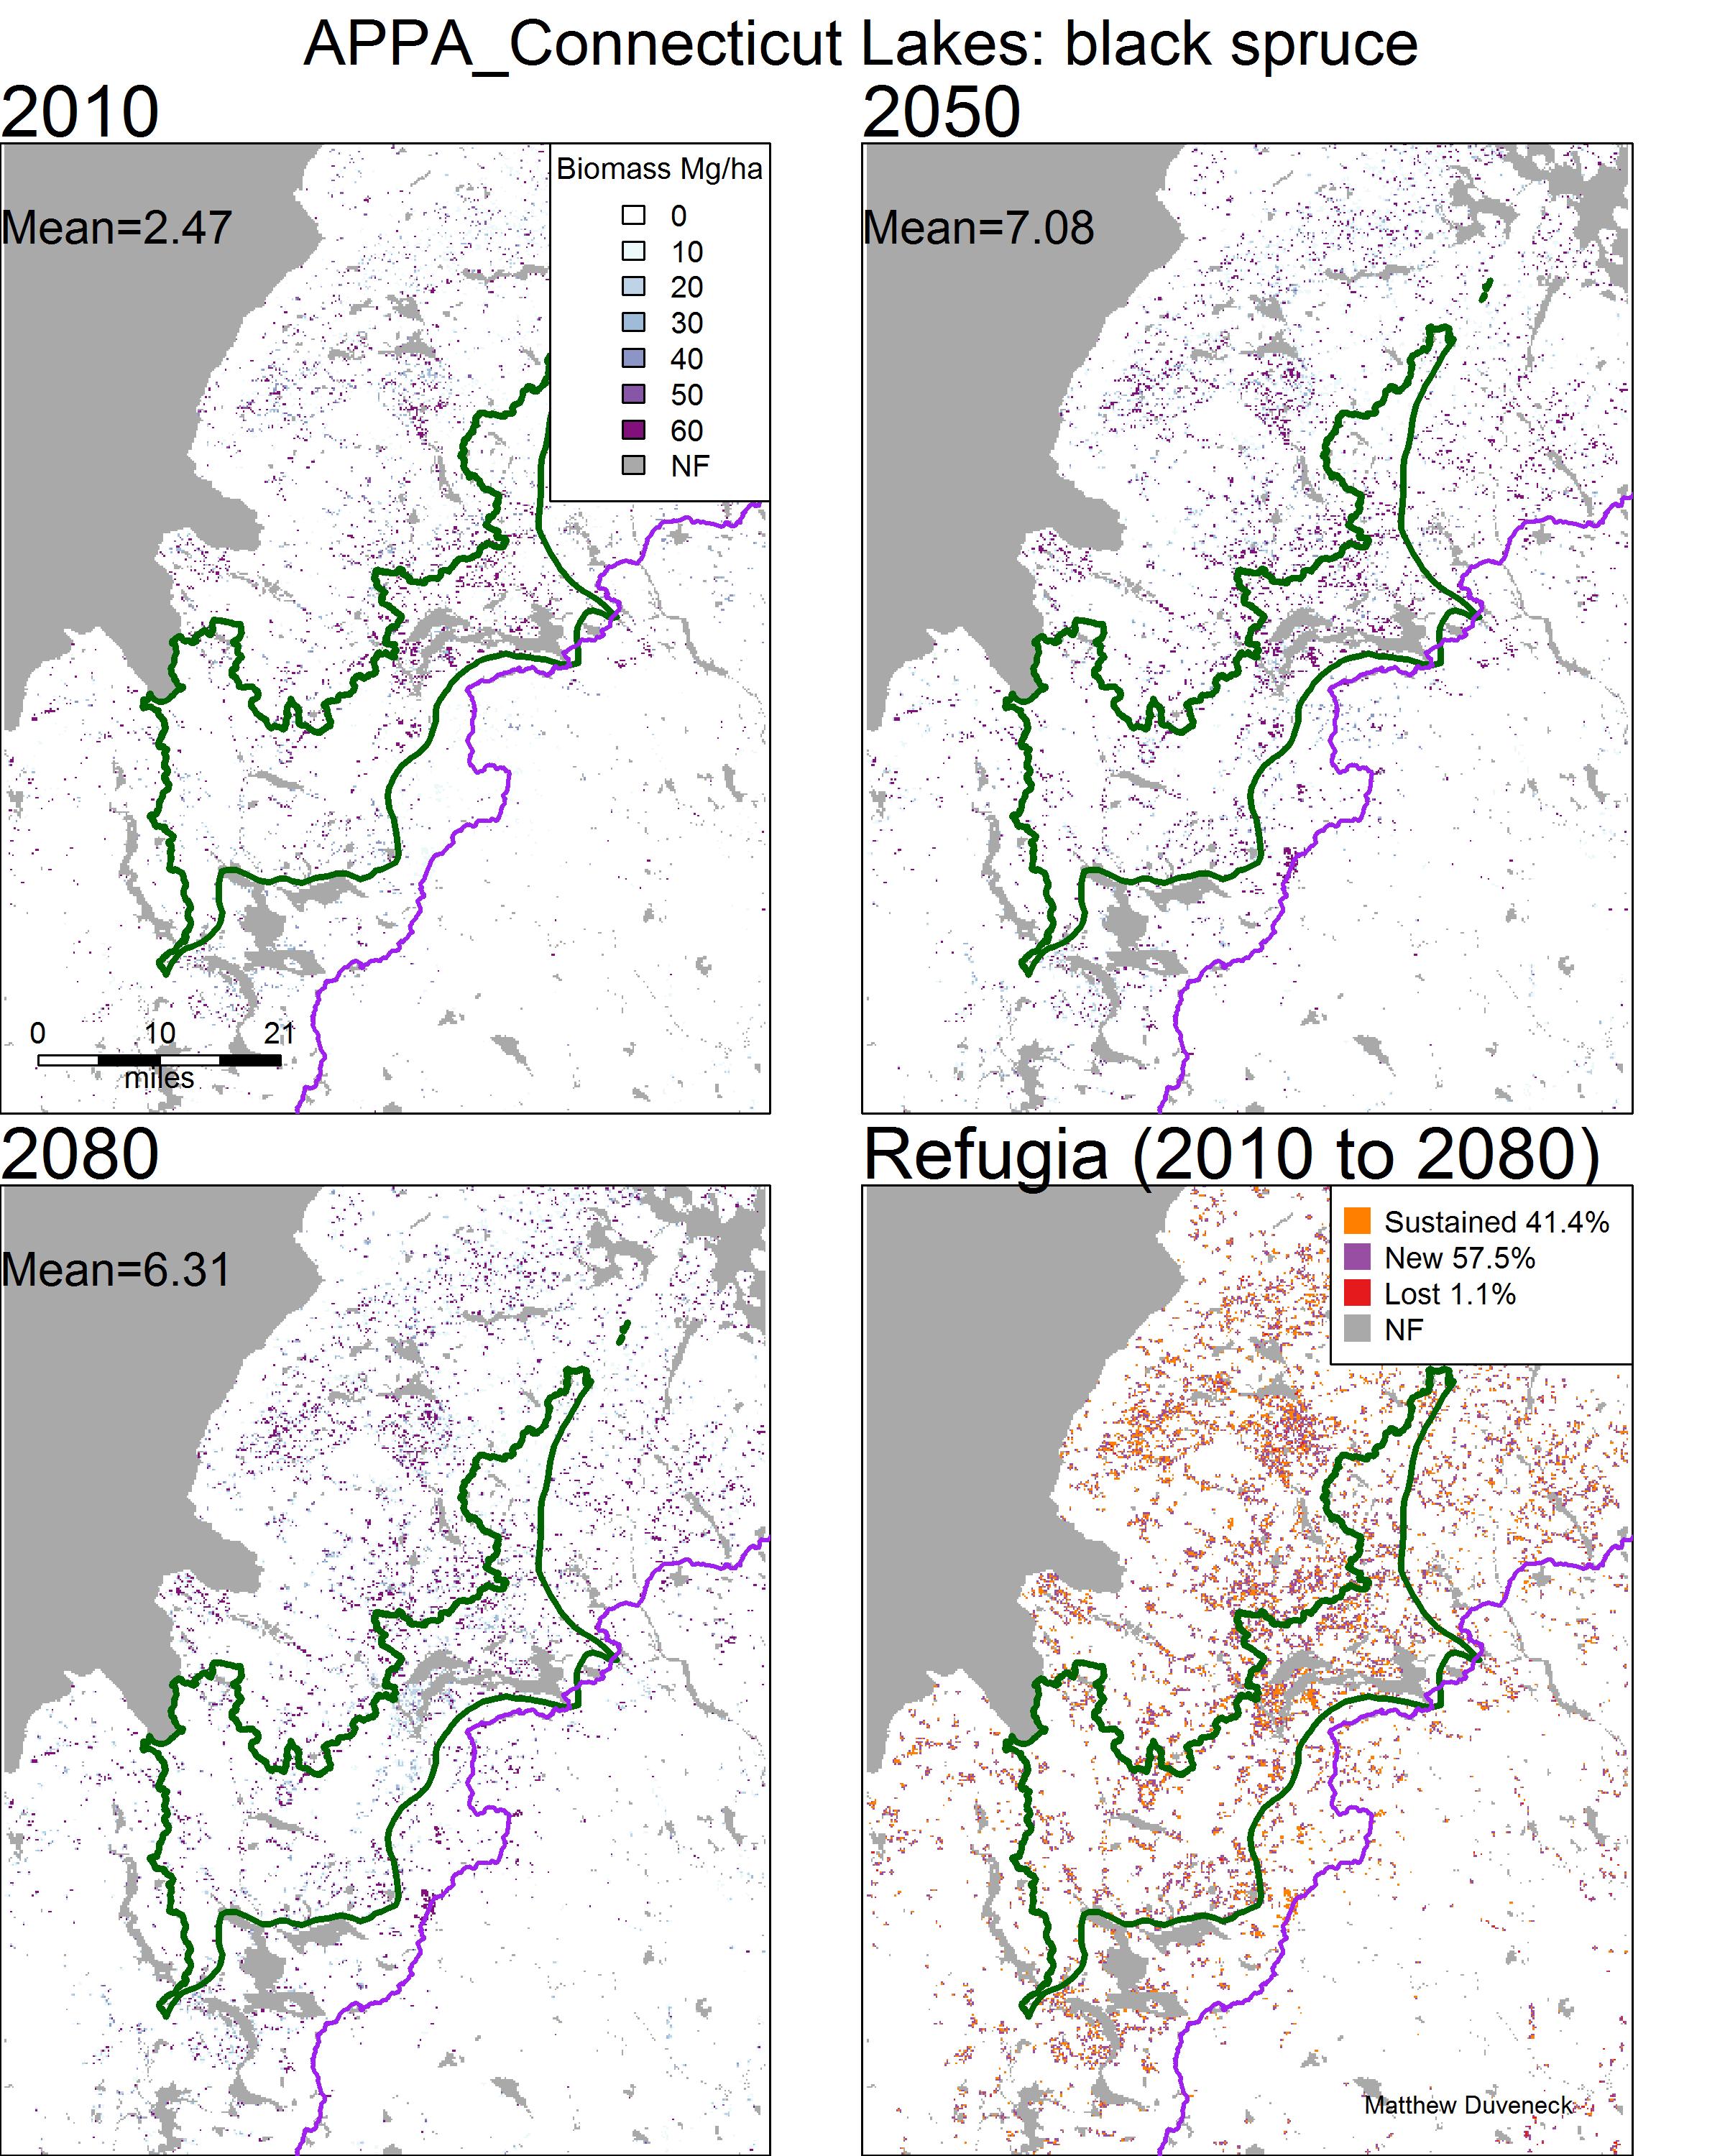 APPA_Connecticut Lakes: black spruce
2010
2050
Mean=2.47
Biomass Mg/ha
0
10
20
30
40
50
60
NF
0 10 21
miles
Mean=7.08
2080
Refugia (2010 to 2080)
Mean=6.31
Sustained 41.4%
New 57.5%
Lost 1.1%
NF
Matthew Duveneck